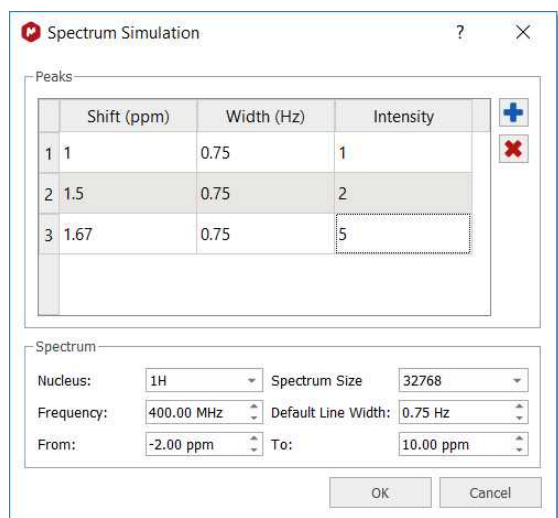 Spectrum Simulation ?
Peaks
Shift (ppm) Width (Hz) Intensity
1 1 0.75 1
2 1.5 0.75 2
3 1.67 0.75 5
Spectrum
Nucleus: 1H Spectrum Size 32768
Frequency: 400.00 MHz Default Line Width: 0.75 Hz
From: -2.00 ppm To: 10.00 ppm
OK Cancel